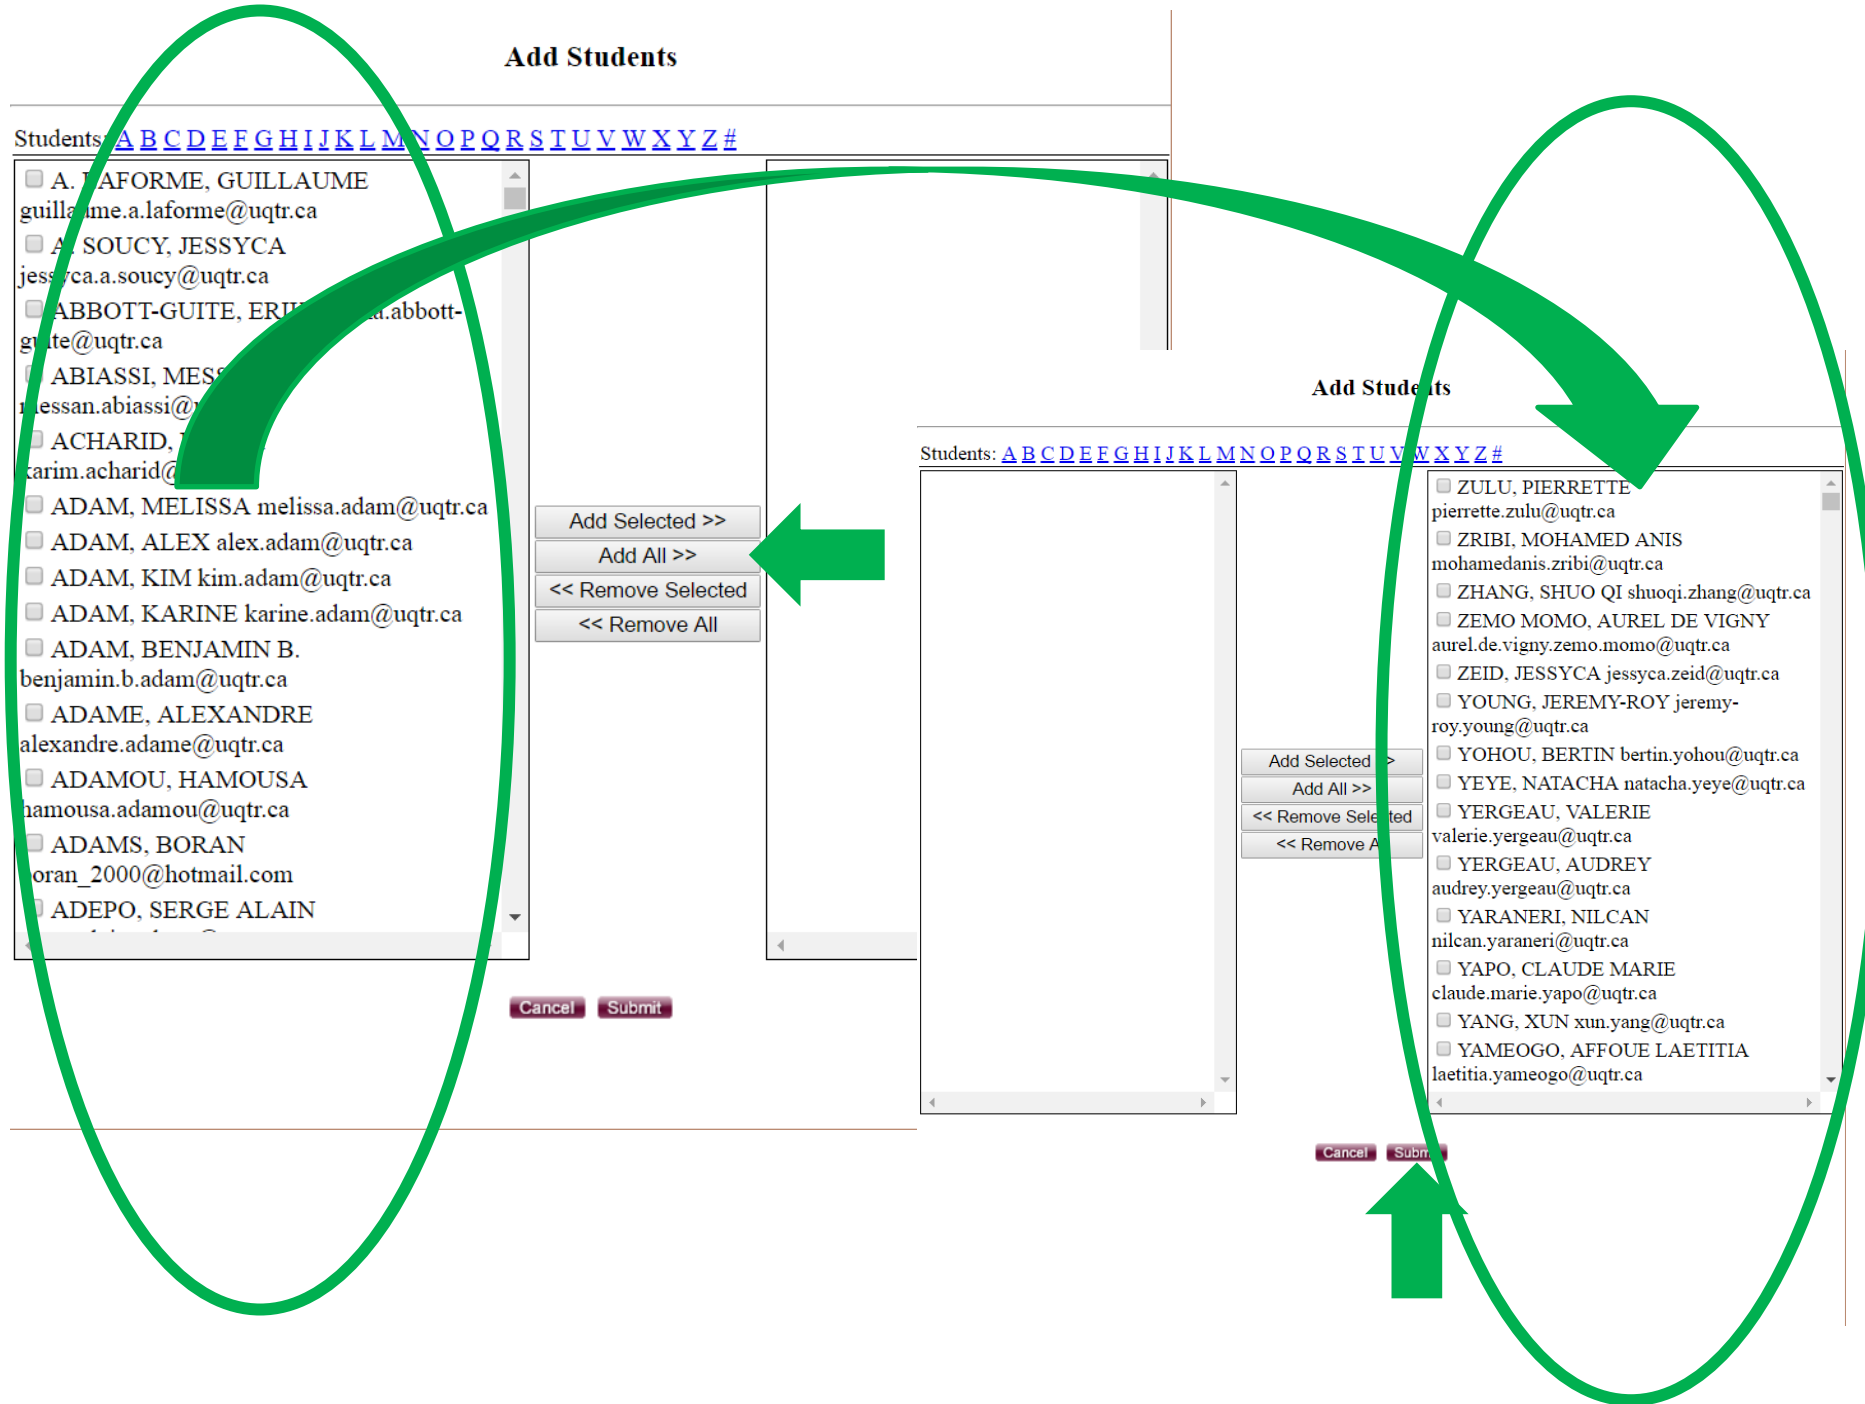 Add Students
Students: A B C D E F G H I J K L M N O P Q R S T U V W X Y Z #
A. LAFORME, GUILLAUME
guillaume.a.laforme@uqtr.ca
A. SOUCY, JESSYCA
jessyca.a.soucy@uqtr.ca
ABBOTT-GUITE, abbott-
guite@uqtr.ca
ABIASSI,
messan.abiassi@
ACHARID,
karim.acharid@
ADAM, MELISSA melissa.adam@uqtr.ca
ADAM, ALEX alex.adam@uqtr.ca
ADAM, KIM kim.adam@uqtr.ca
ADAM, KARINE karine.adam@uqtr.ca
ADAM, BENJAMIN B.
benjamin.b.adam@uqtr.ca
ADAME, ALEXANDRE
alexandre.adame@uqtr.ca
ADAMOU, HAMOUSA
hamousa.adamou@uqtr.ca
ADAMS, BORAN
boran_2000@hotmail.com
ADEPO, SERGE ALAIN
Add Selected >>
Add All >>
<< Remove Selected
<< Remove All
Cancel Submit
Add Students
Students: A B C D E F G H I J K L M N O P Q R S T U V W X Y Z #
Add Selected >>
Add All >>
<< Remove Selected
<< Remove All
ZULU, PIERRETTE
pierrette.zulu@uqtr.ca
ZRIBI, MOHAMED ANIS
mohamedanis.zribi@uqtr.ca
ZHANG, SHUO QI shuoqi.zhang@uqtr.ca
ZEMO MOMO, AUREL DE VIGNY
aurel.de.vigny.zemo.momo@uqtr.ca
ZEID, JESSYCA jessyca.zeid@uqtr.ca
YOUNG, JEREMY-ROY jeremy-
roy.young@uqtr.ca
YOHOU, BERTIN bertin.yohou@uqtr.ca
YEYE, NATACHA natacha.yeye@uqtr.ca
YERGEAU, VALERIE
valerie.yergeau@uqtr.ca
YERGEAU, AUDREY
audrey.yergeau@uqtr.ca
YARANERI, NILCAN
nilcan.yaraneri@uqtr.ca
YAPO, CLAUDE MARIE
claude.marie.yapo@uqtr.ca
YANG, XUN xun.yang@uqtr.ca
YAMEOGO, AFFOUE LAETITIA
laetitia.yameogo@uqtr.ca
Cancel Submit